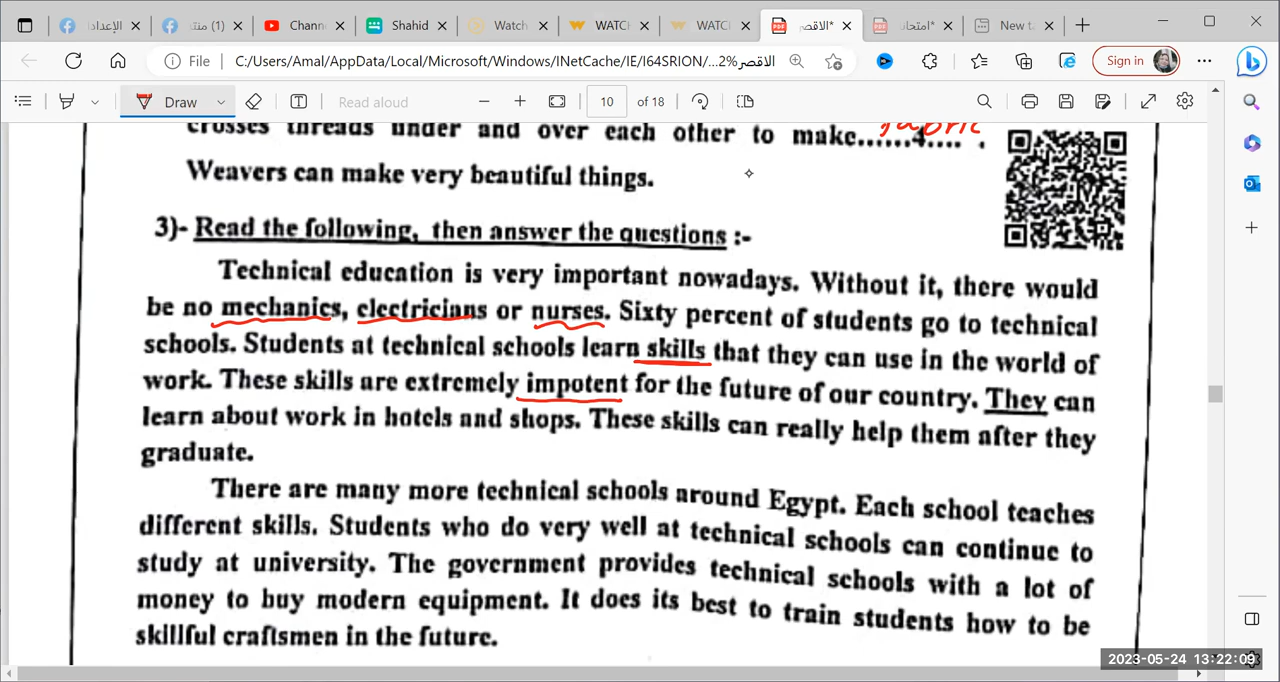 الإعداد
(1) منتد
Chann
Shahid
Watch
WATCH
WATCH
*الاقص
*امتحان
New ta
File
C:/Users/Amal/AppData/Local/Microsoft/Windows/INetCache/IE/I64SRION/...2%الاقصر
Sign in
Draw
Read aloud
10
of 18
crosses threads under and over each other to make......4.... .
fabric
Weavers can make very beautiful things.
3)- Read the following, then answer the questions :-
Technical education is very important nowadays. Without it, there would
be no mechanics, electricians or nurses. Sixty percent of students go to technical
schools. Students at technical schools learn skills that they can use in the world of
work. These skills are extremely impotent for the future of our country. They can
learn about work in hotels and shops. These skills can really help them after they
graduate.
There are many more technical schools around Egypt. Each school teaches
different skills. Students who do very well at technical schools can continue to
study at university. The government provides technical schools with a lot of
money to buy modern equipment. It does its best to train students how to be
skillful craftsmen in the future.
2023-05-24 13:22:09